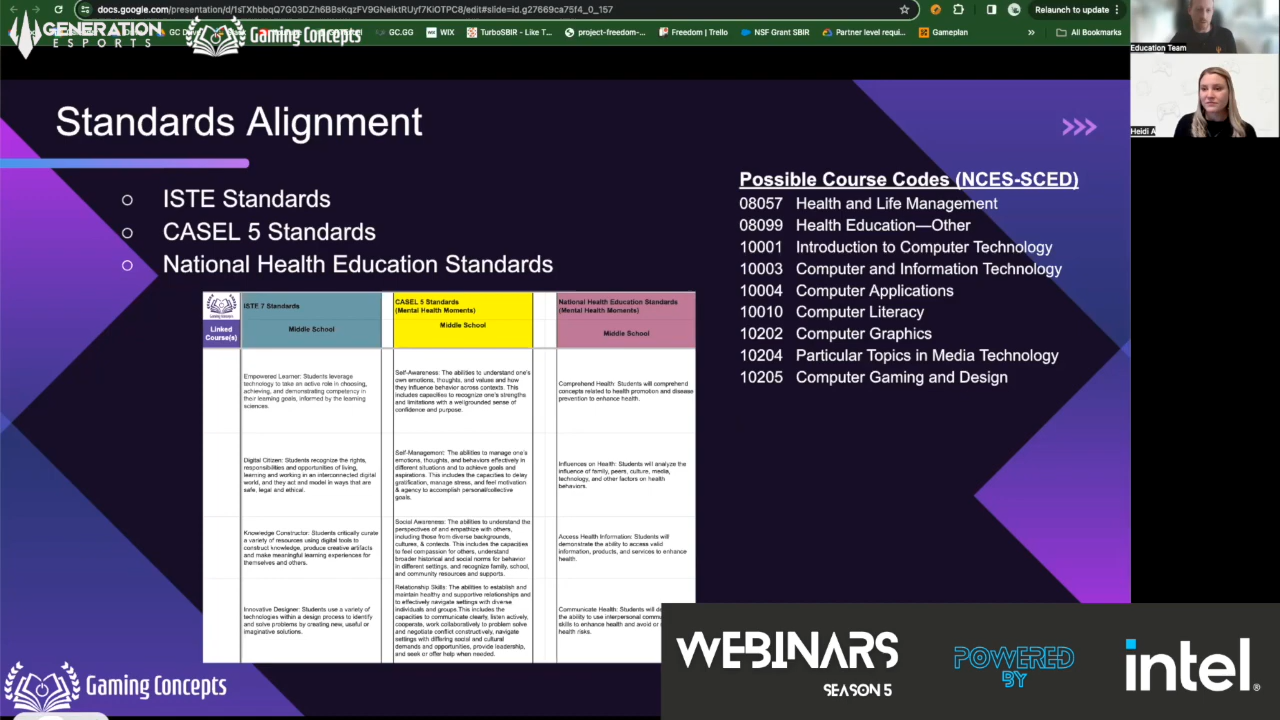 docs.google.com/presentation/d/1sTXhbbqQ7G03DZh6B8sKqzFV9GNeiktRUyf7KiOTPC8/edit#slide=id.g27669ca75f4_0_157
Relaunch to update
GENERATION
ESPORTS
GC
Gaming Concepts
GC.GG
WIX
TurboSBIR - Like T...
project-freedom-...
Freedom | Trello
NSF Grant SBIR
Partner level requi...
Gameplan
»
All Bookmarks
Education Team
Heidi A
Standards Alignment
○ ISTE Standards
○ CASEL 5 Standards
○ National Health Education Standards
Possible Course Codes (NCES-SCED)
08057 Health and Life Management
08099 Health Education—Other
10001 Introduction to Computer Technology
10003 Computer and Information Technology
10004 Computer Applications
10010 Computer Literacy
10202 Computer Graphics
10204 Particular Topics in Media Technology
10205 Computer Gaming and Design
Gaming Concepts
Linked
Course(s)
ISTE 7 Standards
Middle School
CASEL 5 Standards
(Mental Health Moments)
Middle School
National Health Education Standards
(Mental Health Moments)
Middle School
Empowered Learner: Students leverage
technology to take an active role in choosing,
achieving, and demonstrating competency in
their learning goals, informed by the learning
sciences.
Self-Awareness: The abilities to understand one's
own emotions, thoughts, and values and how
they influence behavior across contexts. This
includes capacities to recognize one's strengths
and limitations with a wellgrounded sense of
confidence and purpose.
Comprehend Health: Students will comprehend
concepts related to health promotion and disease
prevention to enhance health.
Digital Citizen: Students recognize the rights,
responsibilities and opportunities of living,
learning and working in an interconnected digital
world, and they act and model in ways that are
safe, legal and ethical.
Self-Management: The abilities to manage one's
emotions, thoughts, and behaviors effectively in
different situations and to achieve goals and
aspirations. This includes the capacities to delay
gratification, manage stress, and feel motivation
& agency to accomplish personal/collective
goals.
Influences on Health: Students will analyze the
influence of family, peers, culture, media,
technology, and other factors on health
behaviors.
Knowledge Constructor: Students critically curate
a variety of resources using digital tools to
construct knowledge, produce creative artifacts
and make meaningful learning experiences for
themselves and others.
Social Awareness: The abilities to understand the
perspectives of and empathize with others,
including those from diverse backgrounds,
cultures, & contexts. This includes the capacities
to feel compassion for others, understand
broader historical and social norms for behavior
in different settings, and recognize family, school,
and community resources and supports.
Access Health Information: Students will
demonstrate the ability to access valid
information, products, and services to enhance
health.
Innovative Designer: Students use a variety of
technologies within a design process to identify
and solve problems by creating new, useful or
imaginative solutions.
Relationship Skills: The abilities to establish and
maintain healthy and supportive relationships and
to effectively navigate settings with diverse
individuals and groups.This includes the
capacities to communicate clearly, listen actively,
cooperate, work collaboratively to problem solve
and negotiate conflict constructively, navigate
settings with differing social and cultural
demands and opportunities, provide leadership,
and seek or offer help when needed.
Communicate Health: Students will
the ability to use interpersonal
skills to enhance health and avoid or
health risks.
Gaming Concepts
WEBINARS
SEASON 5
POWERED
BY
intel®